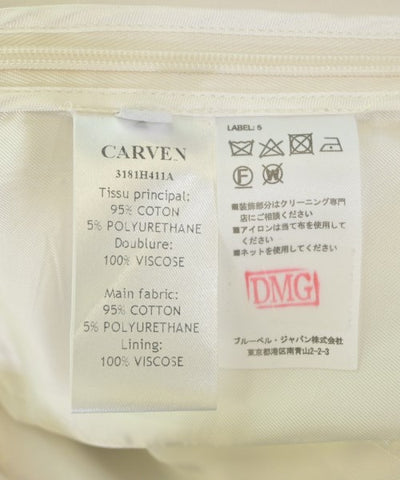 CARVEN
3181H411A
Tissu principal:
95% COTON
5% POLYURETHANE
Doublure:
100% VISCOSE
Main fabric:
95% COTTON
5% POLYURETHANE
Lining:
100% VISCOSE
LABEL: 5
F W
■装飾部分はクリーニング専門
店にご相談ください
■アイロンは当て布を使用して
ください
■ネットを使用してください
DMG
ブルーベル・ジャパン株式会社
東京都港区南青山2-2-3